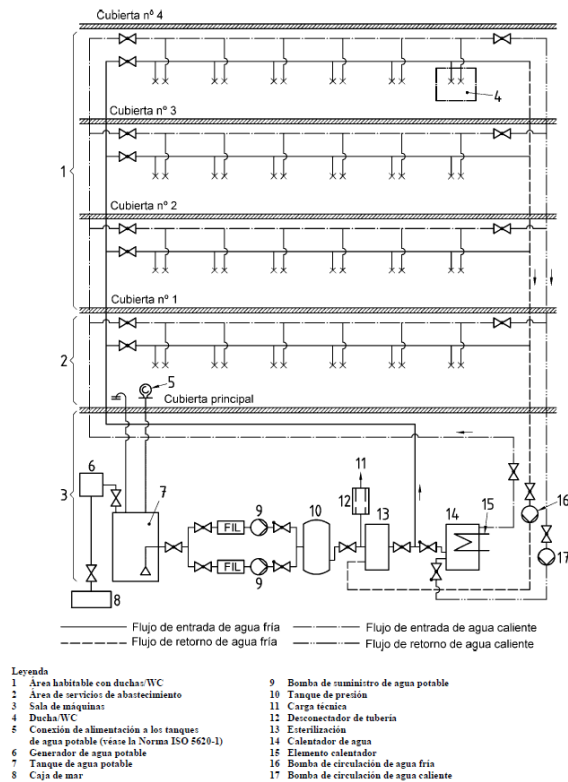 Cubierta nº 4
4
Cubierta nº 3
1
Cubierta nº 2
Cubierta nº 1
2
5
Cubierta principal
3
6
7
8
FIL
FIL
9
9
10
11
12
13
14
15
16
17
Flujo de entrada de agua fría
Flujo de entrada de agua caliente
Flujo de retorno de agua fría
Flujo de retorno de agua caliente
Leyenda
1 Área habitable con duchas/WC
2 Área de servicios de abastecimiento
3 Sala de máquinas
4 Ducha/WC
5 Conexión de alimentación a los tanques
de agua potable (véase la Norma ISO 5620-1)
6 Generador de agua potable
7 Tanque de agua potable
8 Caja de mar
9 Bomba de suministro de agua potable
10 Tanque de presión
11 Carga técnica
12 Desconector de tubería
13 Esterilización
14 Calentador de agua
15 Elemento calentador
16 Bomba de circulación de agua fría
17 Bomba de circulación de agua caliente